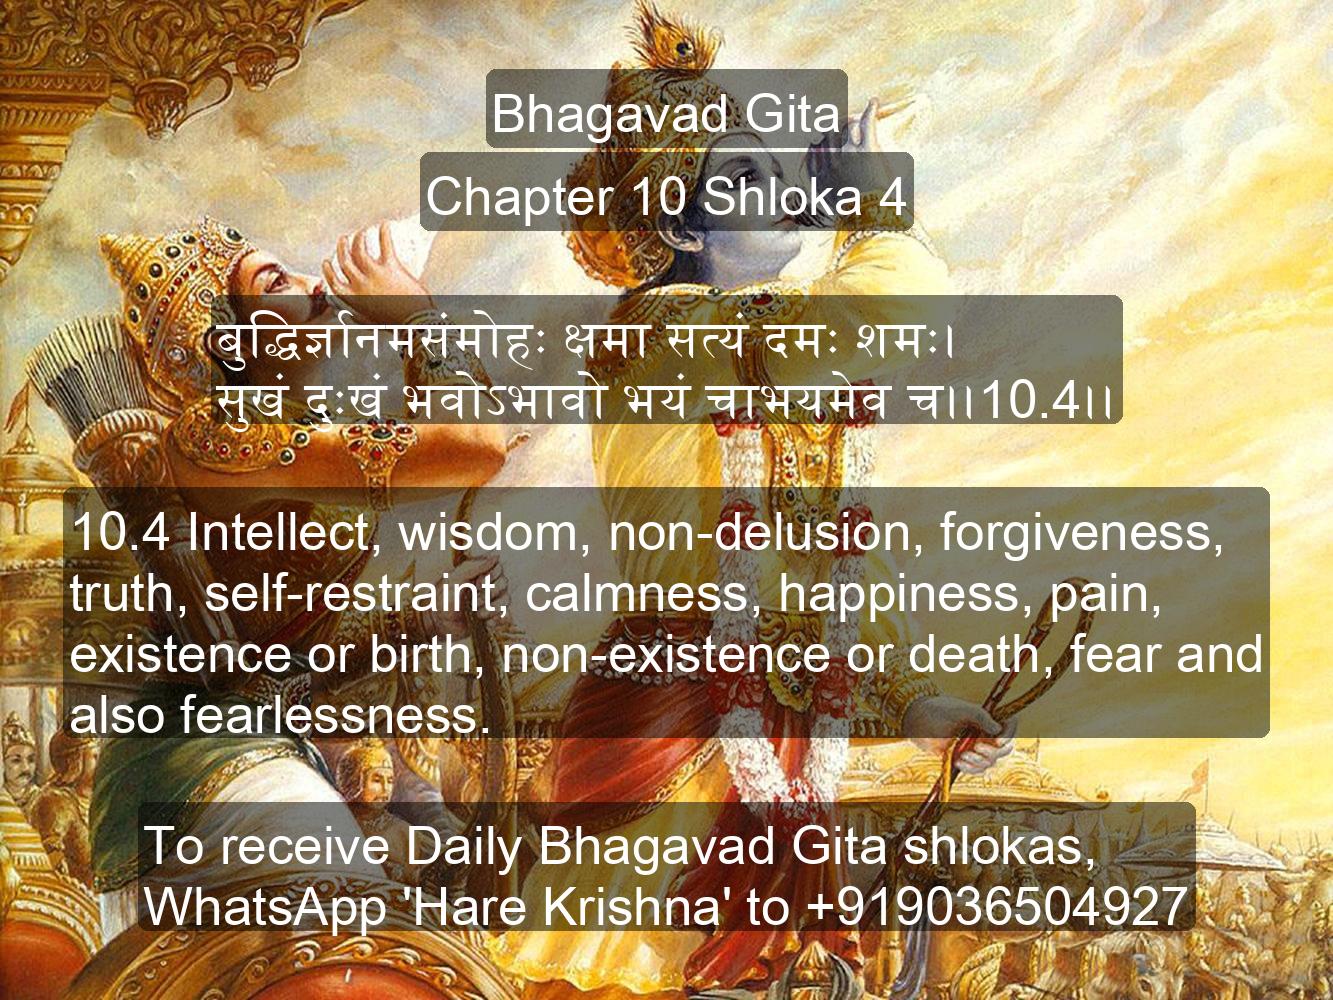 Bhagavad Gita
Chapter 10 Shloka 4
बुद्धिर्ज्ञानमसंमोहः क्षमा सत्यं दमः शमः।
सुखं दुःखं भवोऽभावो भयं चाभयमेव च।।10.4।।
10.4 Intellect, wisdom, non-delusion, forgiveness,
truth, self-restraint, calmness, happiness, pain,
existence or birth, non-existence or death, fear and
also fearlessness.
To receive Daily Bhagavad Gita shlokas,
WhatsApp 'Hare Krishna' to +919036504927